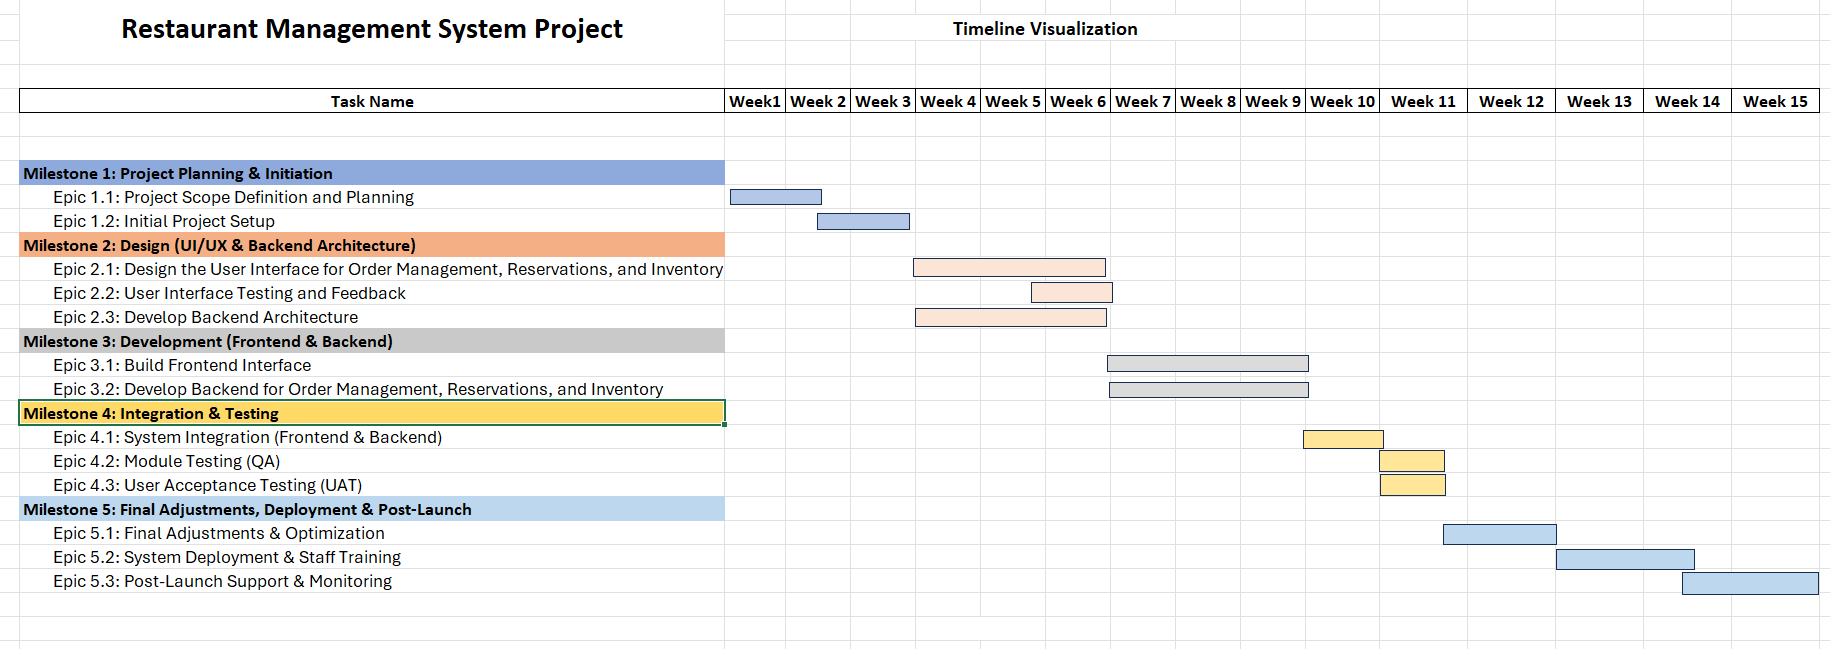 Restaurant Management System Project
Timeline Visualization
Task Name Week1 Week 2 Week 3 Week 4 Week 5 Week 6 Week 7 Week 8 Week 9 Week 10 Week 11 Week 12 Week 13 Week 14 Week 15
Milestone 1: Project Planning & Initiation
Epic 1.1: Project Scope Definition and Planning
Epic 1.2: Initial Project Setup
Milestone 2: Design (UI/UX & Backend Architecture)
Epic 2.1: Design the User Interface for Order Management, Reservations, and Inventory
Epic 2.2: User Interface Testing and Feedback
Epic 2.3: Develop Backend Architecture
Milestone 3: Development (Frontend & Backend)
Epic 3.1: Build Frontend Interface
Epic 3.2: Develop Backend for Order Management, Reservations, and Inventory
Milestone 4: Integration & Testing
Epic 4.1: System Integration (Frontend & Backend)
Epic 4.2: Module Testing (QA)
Epic 4.3: User Acceptance Testing (UAT)
Milestone 5: Final Adjustments, Deployment & Post-Launch
Epic 5.1: Final Adjustments & Optimization
Epic 5.2: System Deployment & Staff Training
Epic 5.3: Post-Launch Support & Monitoring